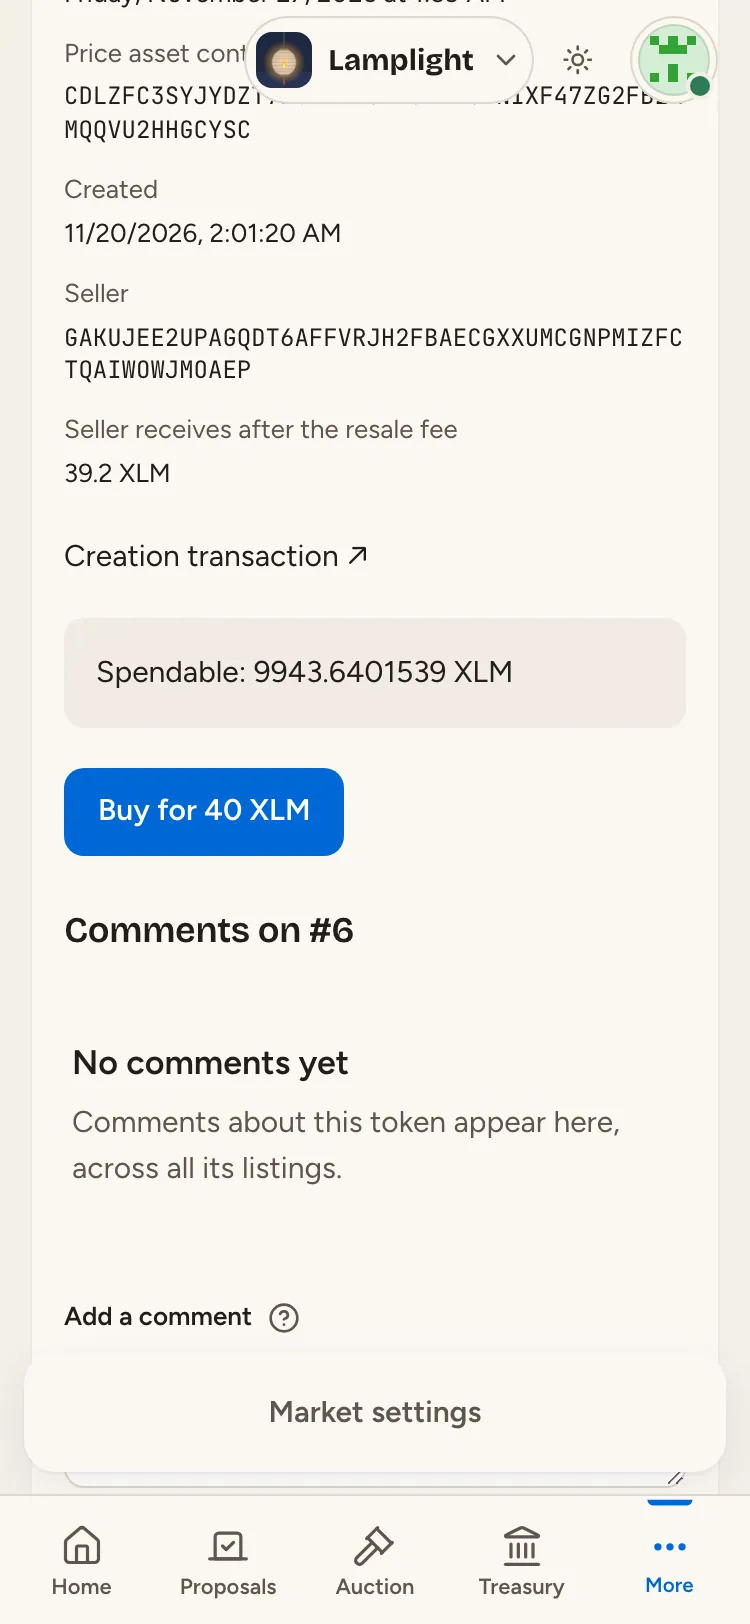 Lamplight
Price asset
CDLZFC3SYJYDZT
MQQVU2HHGCYSC
Created
11/20/2026, 2:01:20 AM
Seller
GAKUJEE2UPAGQDT6AFFVRJH2FBAECGXXUMCGNPMIZFC
TQAIWOWJMOAEP
Seller receives after the resale fee
39.2 XLM
Creation transaction ↗
Spendable: 9943.6401539 XLM
Buy for 40 XLM
Comments on #6
No comments yet
Comments about this token appear here,
across all its listings.
Add a comment ?
Market settings
Home
Proposals
Auction
Treasury
More